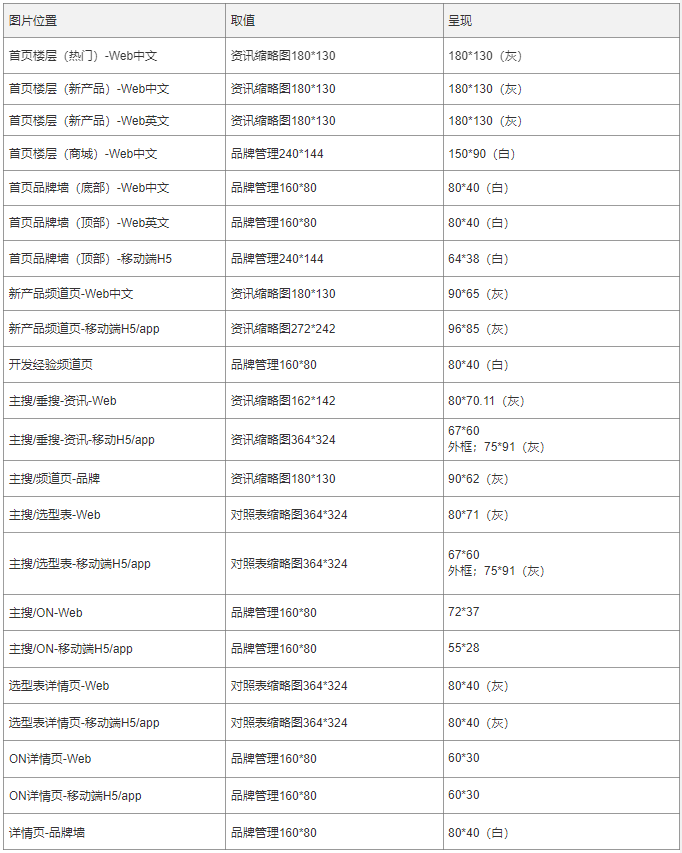 图片位置 取值 呈现
首页楼层（热门）-Web中文 资讯缩略图180*130 180*130（灰）
首页楼层（新产品）-Web中文 资讯缩略图180*130 180*130（灰）
首页楼层（新产品）-Web英文 资讯缩略图180*130 180*130（灰）
首页楼层（商城）-Web中文 品牌管理240*144 150*90（白）
首页品牌墙（底部）-Web中文 品牌管理160*80 80*40（白）
首页品牌墙（顶部）-Web英文 品牌管理160*80 80*40（白）
首页品牌墙（顶部）-移动端H5 品牌管理240*144 64*38（白）
新产品频道页-Web中文 资讯缩略图180*130 90*65（灰）
新产品频道页-移动端H5/app 资讯缩略图272*242 96*85（灰）
开发经验频道页 品牌管理160*80 80*40（白）
主搜/垂搜-资讯-Web 资讯缩略图162*142 80*70.11（灰）
主搜/垂搜-资讯-移动H5/app 资讯缩略图364*324 67*60
外框；75*91（灰）
主搜/频道页-品牌 资讯缩略图180*130 90*62（灰）
主搜/选型表-Web 对照表缩略图364*324 80*71（灰）
主搜/选型表-移动端H5/app 对照表缩略图364*324 67*60
外框；75*91（灰）
主搜/ON-Web 品牌管理160*80 72*37
主搜/ON-移动端H5/app 品牌管理160*80 55*28
选型表详情页-Web 对照表缩略图364*324 80*40（灰）
选型表详情页-移动端H5/app 对照表缩略图364*324 80*40（灰）
ON详情页-Web 品牌管理160*80 60*30
ON详情页-移动端H5/app 品牌管理160*80 60*30
详情页-品牌墙 品牌管理160*80 80*40（白）